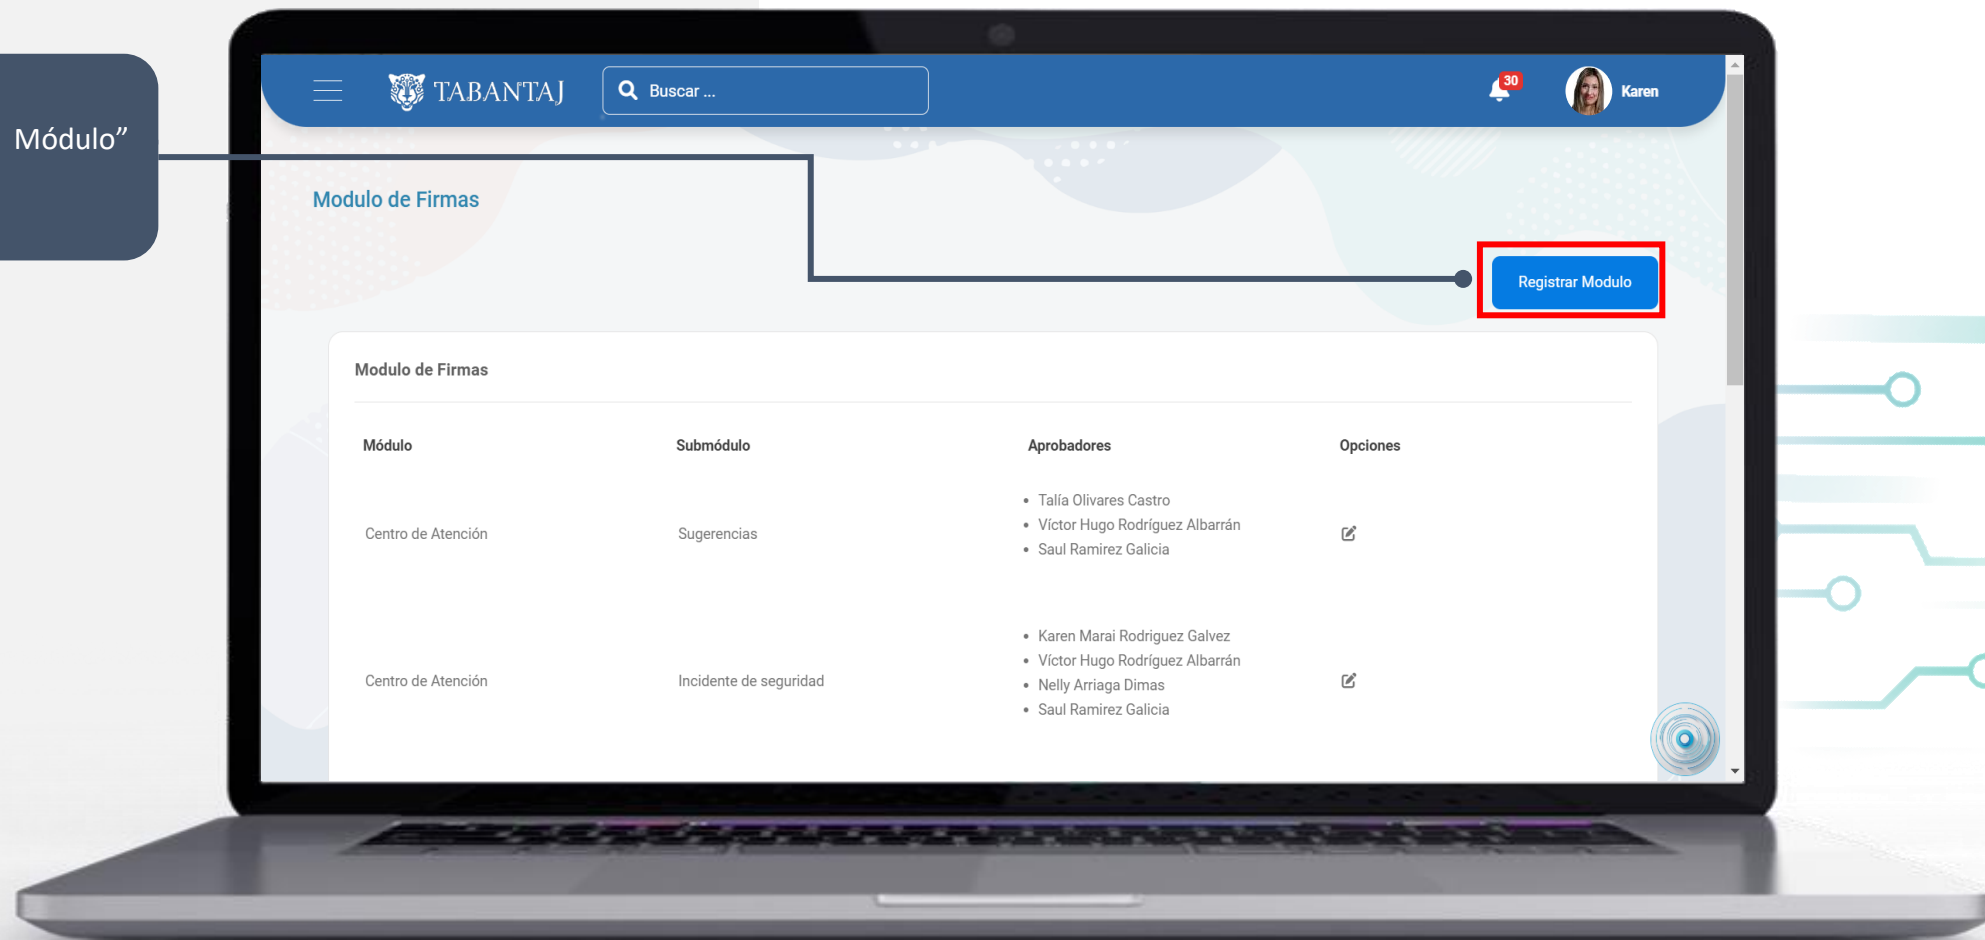 Módulo”
TABANTAJ
Buscar ...
30
Karen
Modulo de Firmas
Registrar Modulo
Modulo de Firmas
Módulo Submódulo Aprobadores Opciones
Centro de Atención
Sugerencias
Talía Olivares Castro
Víctor Hugo Rodríguez Albarrán
Saul Ramirez Galicia
Centro de Atención
Incidente de seguridad
Karen Marai Rodriguez Galvez
Víctor Hugo Rodríguez Albarrán
Nelly Arriaga Dimas
Saul Ramirez Galicia